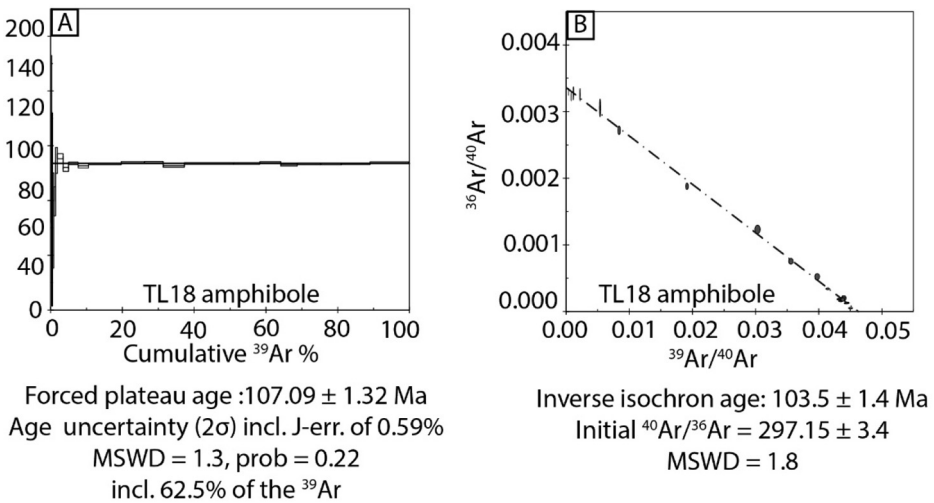 A
200
140
120
100
80
60
40
0
0
20
40
60
80
100
TL18 amphibole
Cumulative ³⁹Ar %
Forced plateau age :107.09 ± 1.32 Ma
Age uncertainty (2σ) incl. J-err. of 0.59%
MSWD = 1.3, prob = 0.22
incl. 62.5% of the ³⁹Ar
B
0.004
0.003
0.002
0.001
0.000
³⁶Ar/⁴⁰Ar
TL18 amphibole
0.00
0.01
0.02
0.03
0.04
0.05
³⁹Ar/⁴⁰Ar
Inverse isochron age: 103.5 ± 1.4 Ma
Initial ⁴⁰Ar/³⁶Ar = 297.15 ± 3.4
MSWD = 1.8